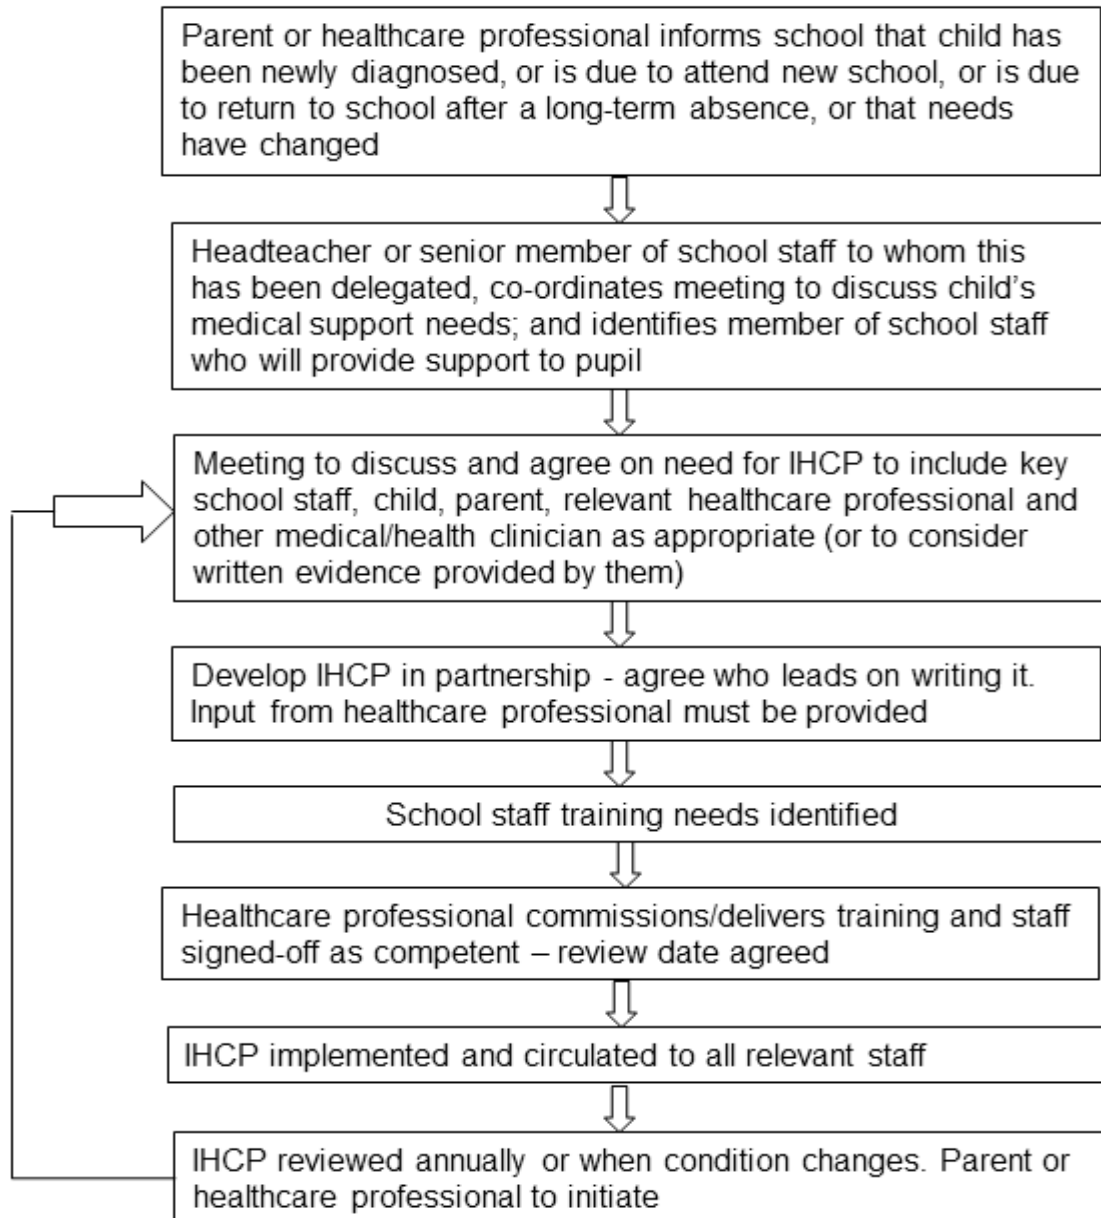 Parent or healthcare professional informs school that child has
been newly diagnosed, or is due to attend new school, or is due
to return to school after a long-term absence, or that needs
have changed
Headteacher or senior member of school staff to whom this
has been delegated, co-ordinates meeting to discuss child's
medical support needs; and identifies member of school staff
who will provide support to pupil
Meeting to discuss and agree on need for IHCP to include key
school staff, child, parent, relevant healthcare professional and
other medical/health clinician as appropriate (or to consider
written evidence provided by them)
Develop IHCP in partnership - agree who leads on writing it.
Input from healthcare professional must be provided
School staff training needs identified
Healthcare professional commissions/delivers training and staff
signed-off as competent – review date agreed
IHCP implemented and circulated to all relevant staff
IHCP reviewed annually or when condition changes. Parent or
healthcare professional to initiate